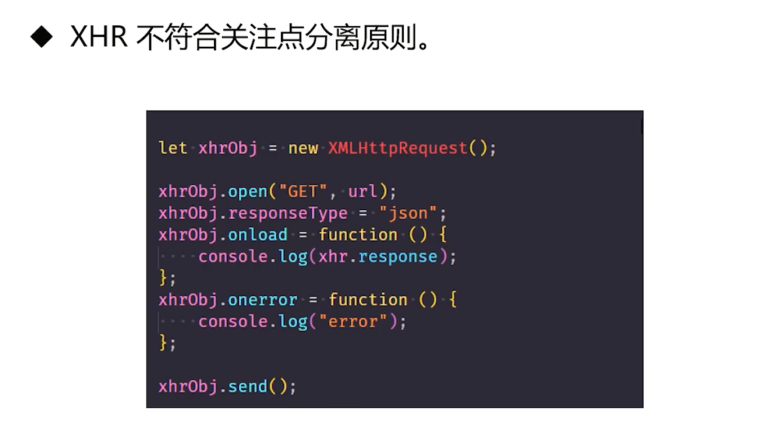 ◆ XHR 不符合关注点分离原则。
let xhrObj = new XMLHttpRequest();
xhrObj.open("GET", url);
xhrObj.responseType = "json";
xhrObj.onload = function () {
    console.log(xhr.response);
};
xhrObj.onerror = function () {
    console.log("error");
};
xhrObj.send();